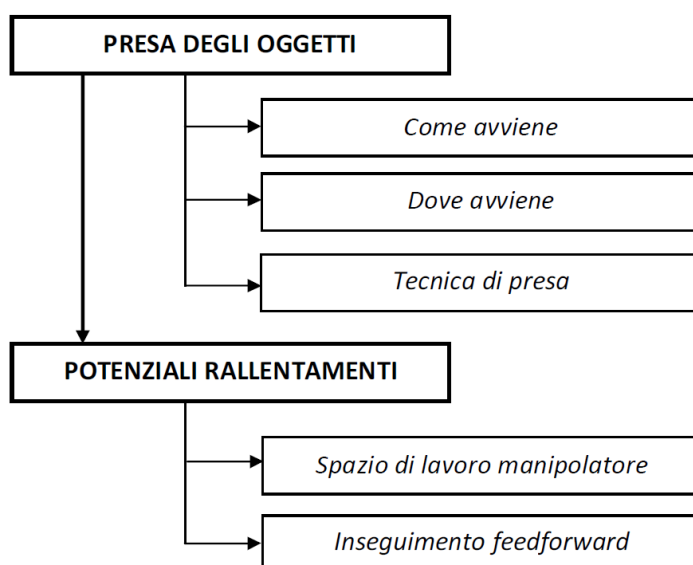 PRESA DEGLI OGGETTI
Come avviene
Dove avviene
Tecnica di presa
POTENZIALI RALLENTAMENTI
Spazio di lavoro manipolatore
Inseguimento feedforward